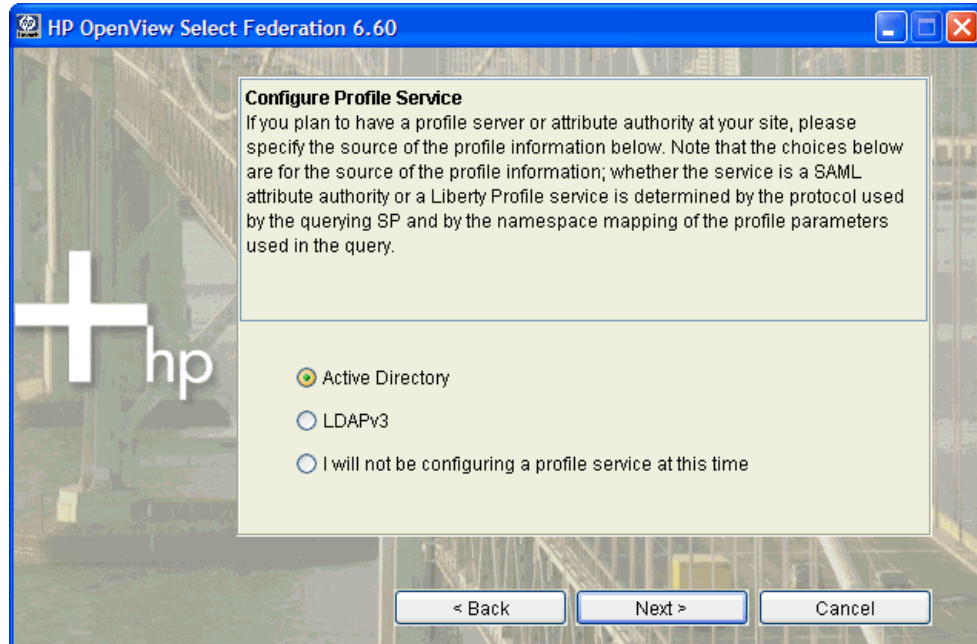 HP OpenView Select Federation 6.60
Configure Profile Service
If you plan to have a profile server or attribute authority at your site, please
specify the source of the profile information below. Note that the choices below
are for the source of the profile information; whether the service is a SAML
attribute authority or a Liberty Profile service is determined by the protocol used
by the querying SP and by the namespace mapping of the profile parameters
used in the query.
hp
Active Directory
LDAPv3
I will not be configuring a profile service at this time
< Back Next > Cancel